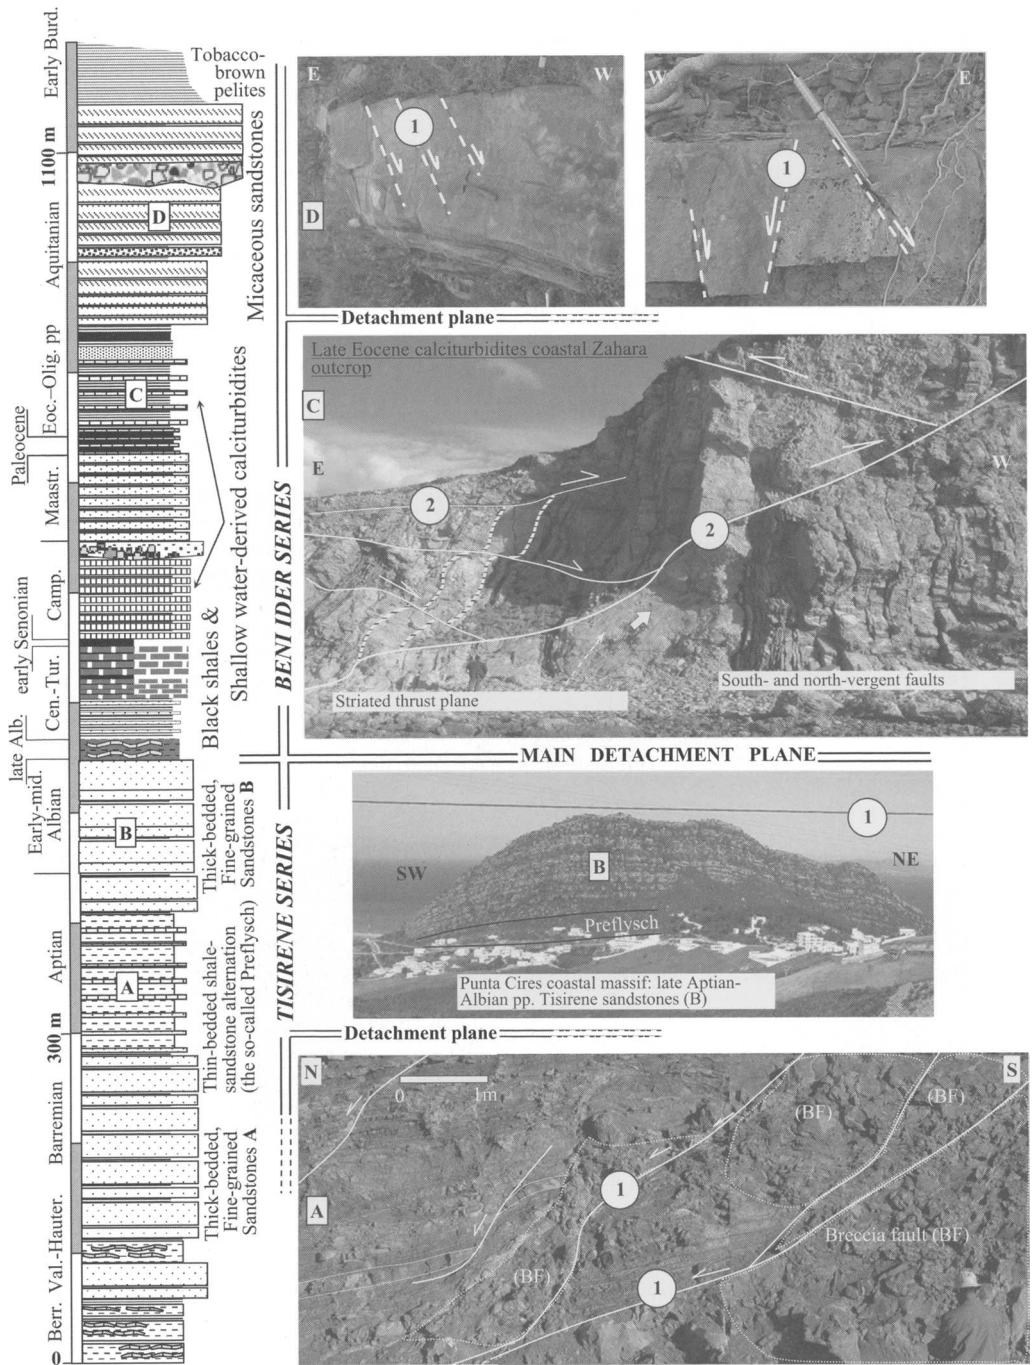 Early Burd.
1100 m
Aquitanian
Eoc.–Olig. pp
Paleocene
Maastr.
Camp.
early Senonian
Cen.-Tur.
late Alb.
Early-mid.
Albian
Aptian
300 m
Barremian
Val.-Hauter.
Berr.
0
Tobacco-
brown
pelites
D
C
B
A
Micaceous sandstones
Black shales &
Shallow water-derived calciturbidites
Thick-bedded,
Fine-grained
Sandstones B
Thin-bedded shale-
sandstone alternation
(the so-called Preflysch)
Thick-bedded,
Fine-grained
Sandstones A
BENI IDER SERIES
TISIRENE SERIES
E
W
1
D
W
E
1
Detachment plane
Late Eocene calciturbidites coastal Zahara
outcrop
C
E
W
2
2
Striated thrust plane
South- and north-vergent faults
MAIN DETACHMENT PLANE
1
SW
B
NE
Preflysch
Punta Cires coastal massif: late Aptian-
Albian pp. Tisirene sandstones (B)
Detachment plane
N
S
0
1m
(BF)
(BF)
1
A
Breccia fault (BF)
(BF)
1